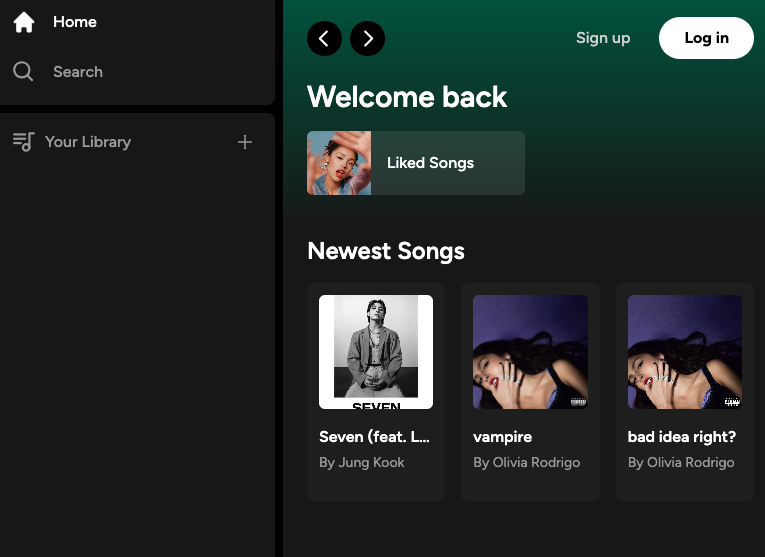 Home
Search
Your Library
Sign up
Log in
Welcome back
Liked Songs
Newest Songs
SEVEN
Seven (feat. L...
By Jung Kook
vampire
By Olivia Rodrigo
bad idea right?
By Olivia Rodrigo